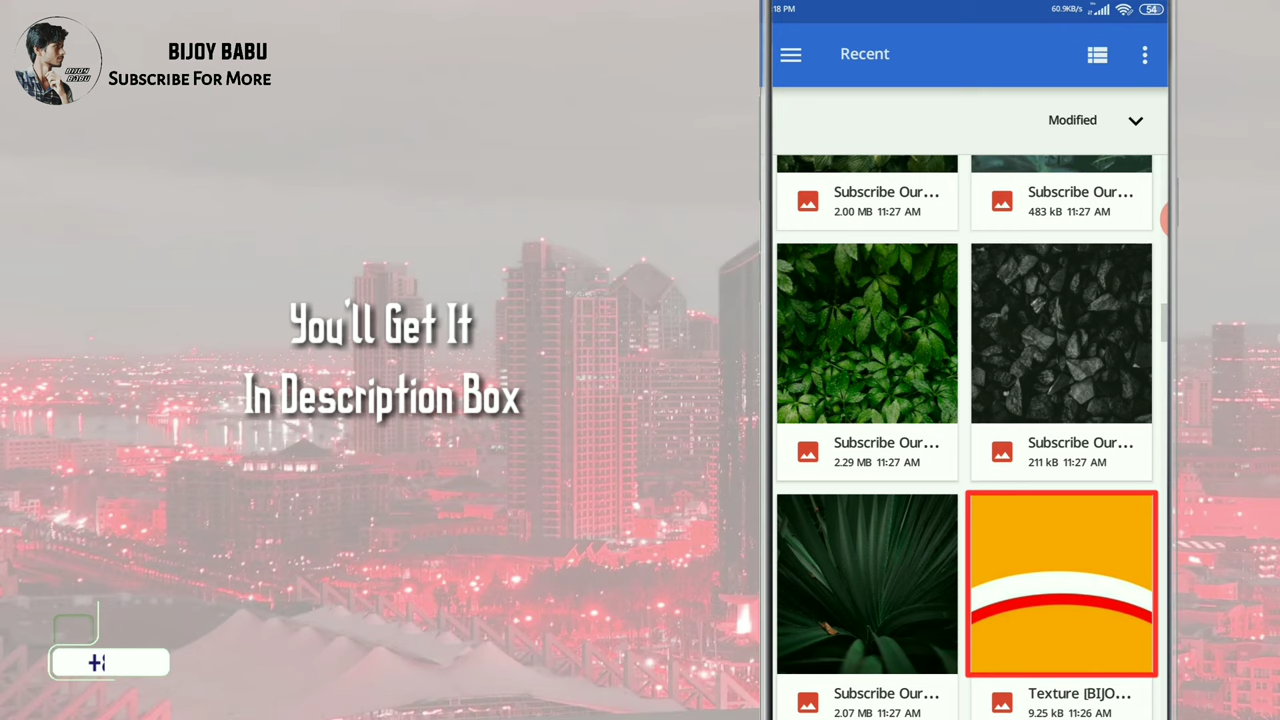 BIJOY BABU
SUBSCRIBE FOR MORE
You'll Get It
In Description Box
18 PM
60.9KB/s
54
Recent
Modified
Subscribe Our...
2.00 MB 11:27 AM
Subscribe Our...
483 kB 11:27 AM
Subscribe Our...
2.29 MB 11:27 AM
Subscribe Our...
211 kB 11:27 AM
Subscribe Our...
2.07 MB 11:27 AM
Texture [BIJO...
9.25 kB 11:26 AM